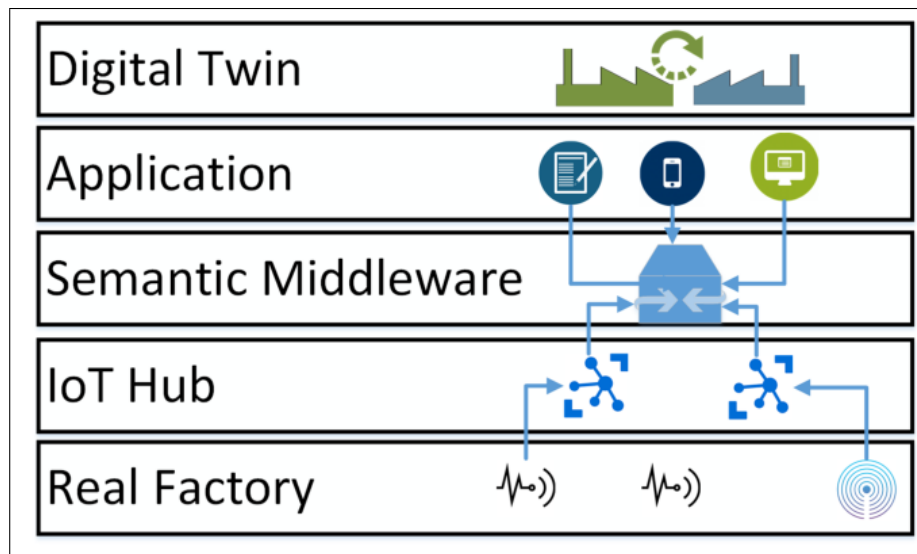 Digital Twin
Application
Semantic Middleware
IoT Hub
Real Factory